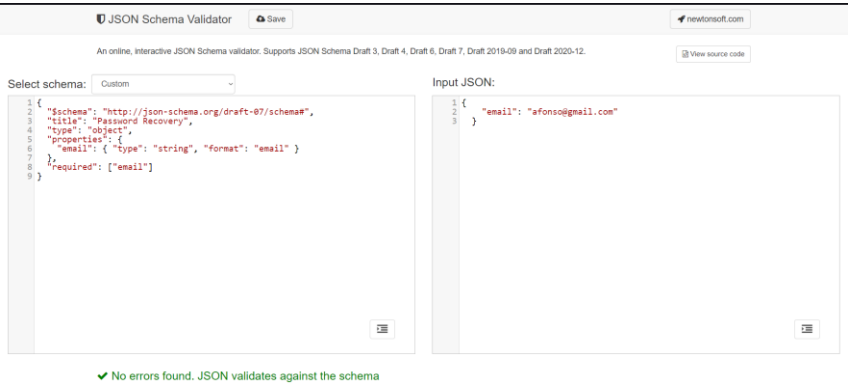 JSON Schema Validator
Save
newtonsoft.com
An online, interactive JSON Schema validator. Supports JSON Schema Draft 3, Draft 4, Draft 6, Draft 7, Draft 2019-09 and Draft 2020-12.
View source code
Select schema:
Custom
1 {
2 "$schema": "http://json-schema.org/draft-07/schema#",
3 "title": "Password Recovery",
4 "type": "object",
5 "properties": {
6 "email": { "type": "string", "format": "email" }
7 },
8 "required": ["email"]
9 }
Input JSON:
1 {
2 "email": "afonso@gmail.com"
3 }
No errors found. JSON validates against the schema